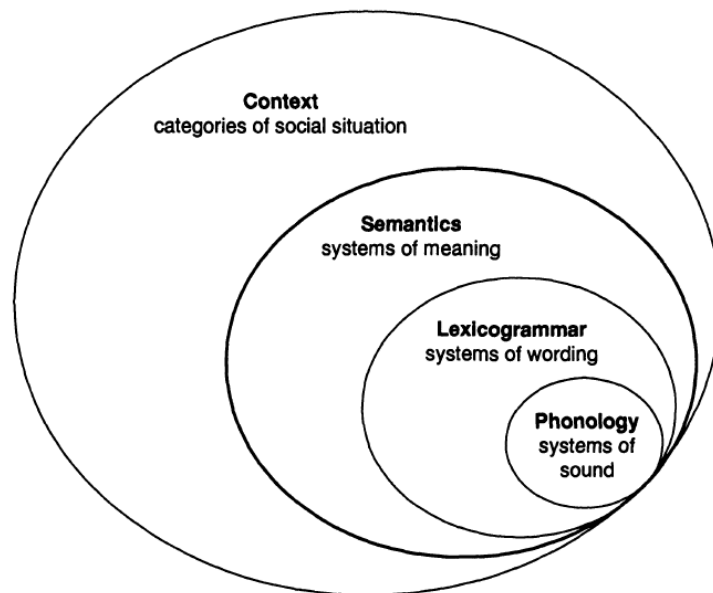 Context
categories of social situation
Semantics
systems of meaning
Lexicogrammar
systems of wording
Phonology
systems of
sound